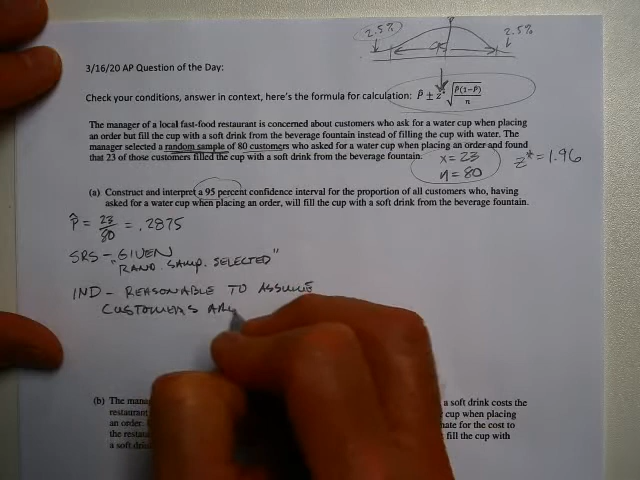 2.5%
2.5%
3/16/20 AP Question of the Day:
Check your conditions, answer in context, here's the formula for calculation: P̂ ± z* √(P(1−P)/n)
The manager of a local fast-food restaurant is concerned about customers who ask for a water cup when placing
an order but fill the cup with a soft drink from the beverage fountain instead of filling the cup with water. The
manager selected a random sample of 80 customers who asked for a water cup when placing an order and found
that 23 of those customers filled the cup with a soft drink from the beverage fountain.
x = 23
n = 80
z* = 1.96
(a) Construct and interpret a 95 percent confidence interval for the proportion of all customers who, having
asked for a water cup when placing an order, will fill the cup with a soft drink from the beverage fountain.
P̂ = 23/80 = .2875
SRS - GIVEN
"RAND. SAMP. SELECTED"
IND - REASONABLE TO ASSUME
CUSTOMERS AR
(b) The a soft drink costs the
restaurant cup when placing
an order. for the cost to
the fill the cup with
a soft